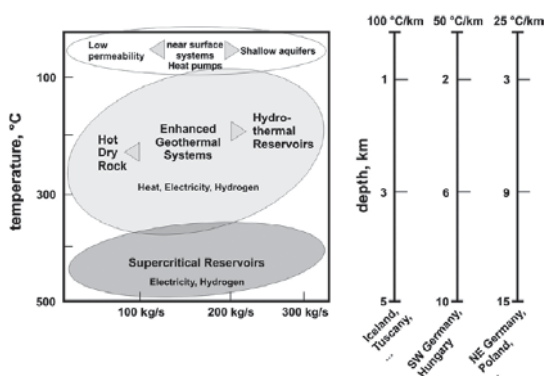 100 °C/km 50 °C/km 25 °C/km
Low
permeability
near surface
systems
Heat pumps
Shallow aquifers
100
Hot
Dry
Rock
Enhanced
Geothermal
Systems
Hydro-
thermal
Reservoirs
Heat, Electricity, Hydrogen
300
Supercritical Reservoirs
Electricity, Hydrogen
500
temperature, °C
100 kg/s 200 kg/s 300 kg/s
depth, km
1 2 3
3 6 9
5 10 15
Iceland,
Tuscany,
...
SW Germany,
Hungary
NE Germany,
Poland,